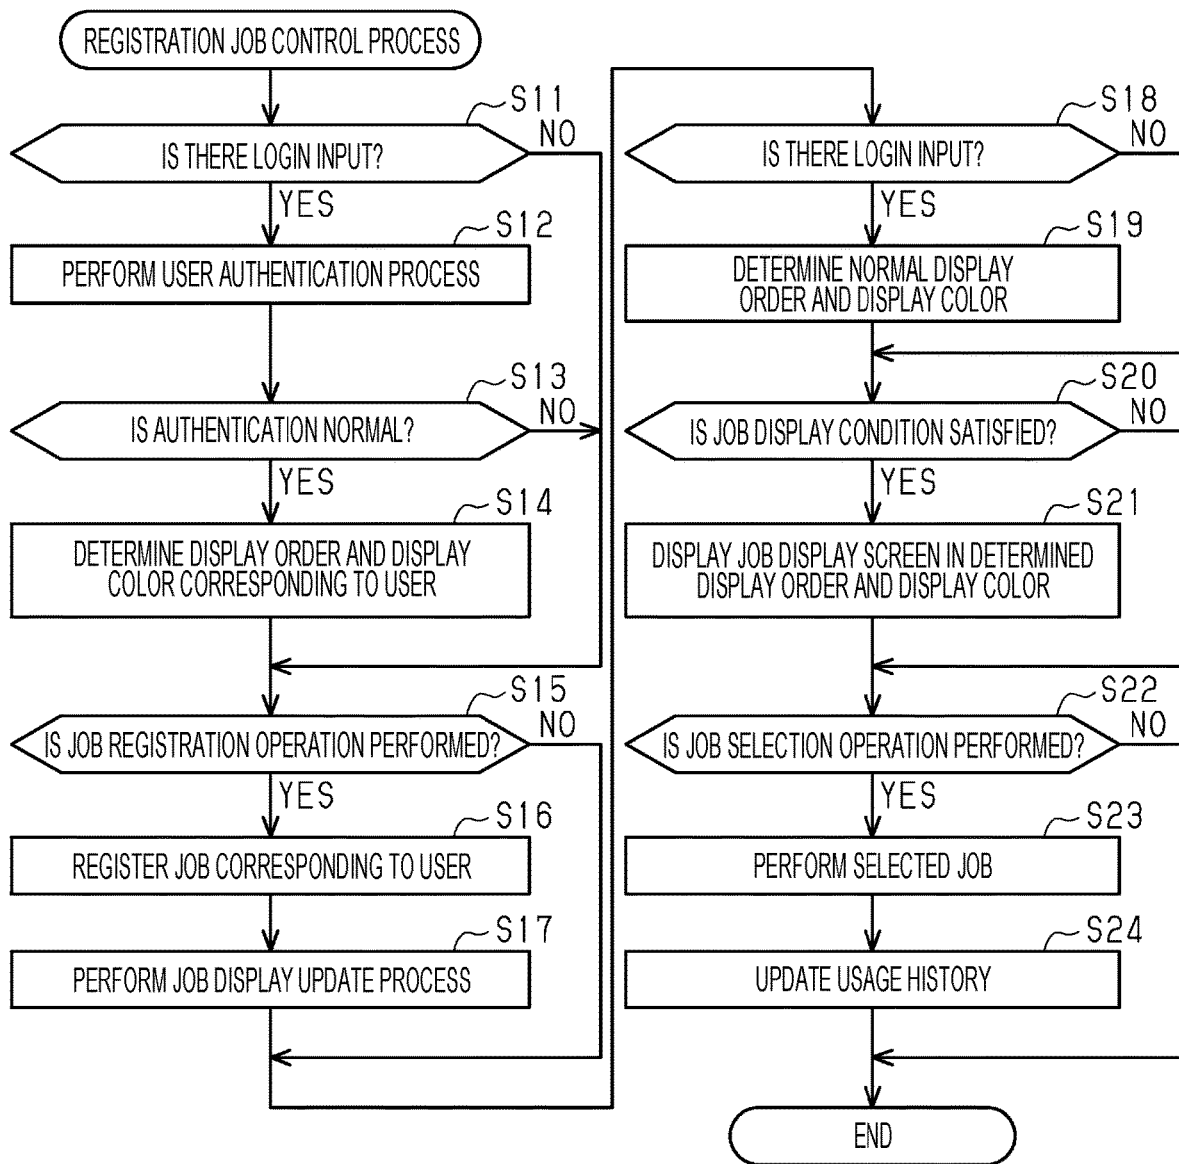 REGISTRATION JOB CONTROL PROCESS
S11
IS THERE LOGIN INPUT?
NO
YES
S12
PERFORM USER AUTHENTICATION PROCESS
S13
IS AUTHENTICATION NORMAL?
NO
YES
S14
DETERMINE DISPLAY ORDER AND DISPLAY
COLOR CORRESPONDING TO USER
S15
IS JOB REGISTRATION OPERATION PERFORMED?
NO
YES
S16
REGISTER JOB CORRESPONDING TO USER
S17
PERFORM JOB DISPLAY UPDATE PROCESS
S18
IS THERE LOGIN INPUT?
NO
YES
S19
DETERMINE NORMAL DISPLAY
ORDER AND DISPLAY COLOR
S20
IS JOB DISPLAY CONDITION SATISFIED?
NO
YES
S21
DISPLAY JOB DISPLAY SCREEN IN DETERMINED
DISPLAY ORDER AND DISPLAY COLOR
S22
IS JOB SELECTION OPERATION PERFORMED?
NO
YES
S23
PERFORM SELECTED JOB
S24
UPDATE USAGE HISTORY
END